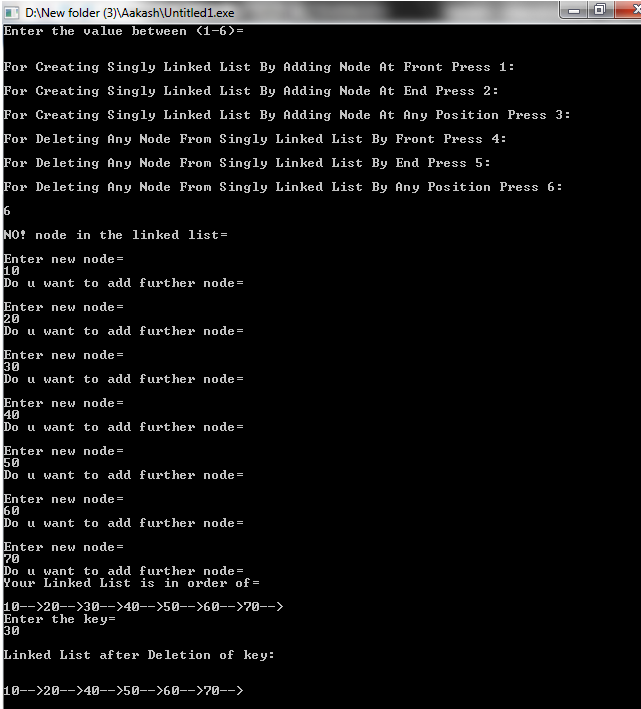 D:\New folder (3)\Aakash\Untitled1.exe
Enter the value between (1-6)=
For Creating Singly Linked List By Adding Node At Front Press 1:
For Creating Singly Linked List By Adding Node At End Press 2:
For Creating Singly Linked List By Adding Node At Any Position Press 3:
For Deleting Any Node From Singly Linked List By Front Press 4:
For Deleting Any Node From Singly Linked List By End Press 5:
For Deleting Any Node From Singly Linked List By Any Position Press 6:
6
NO! node in the linked list=
Enter new node=
10
Do u want to add further node=
Enter new node=
20
Do u want to add further node=
Enter new node=
30
Do u want to add further node=
Enter new node=
40
Do u want to add further node=
Enter new node=
50
Do u want to add further node=
Enter new node=
60
Do u want to add further node=
Enter new node=
70
Do u want to add further node=
Your Linked List is in order of=
10-->20-->30-->40-->50-->60-->70-->
Enter the key=
30
Linked List after Deletion of key:
10-->20-->40-->50-->60-->70-->